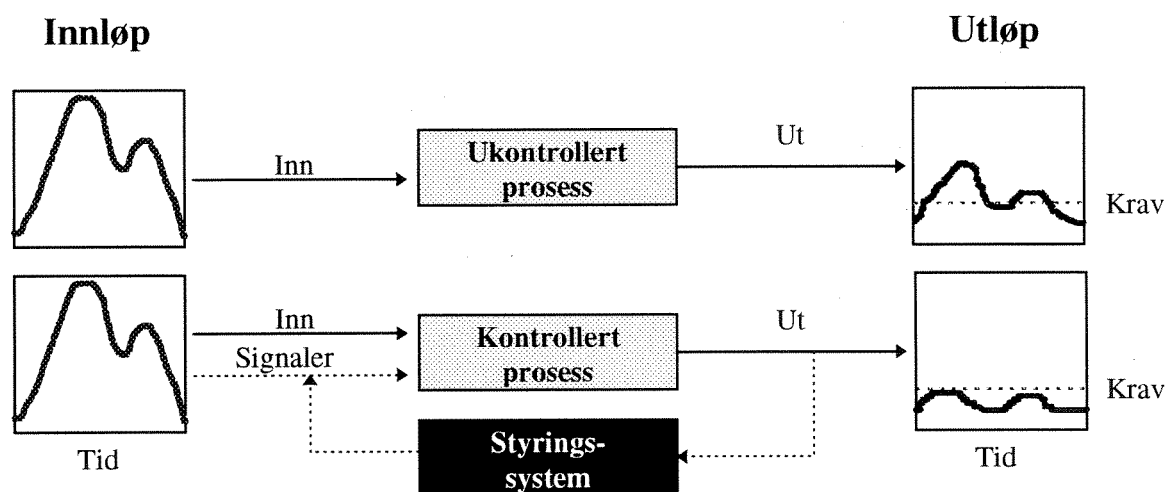 Innløp
Utløp
Inn
Ukontrollert
prosess
Ut
Krav
Inn
Signaler
Kontrollert
prosess
Ut
Krav
Tid
Styrings-
system
Tid